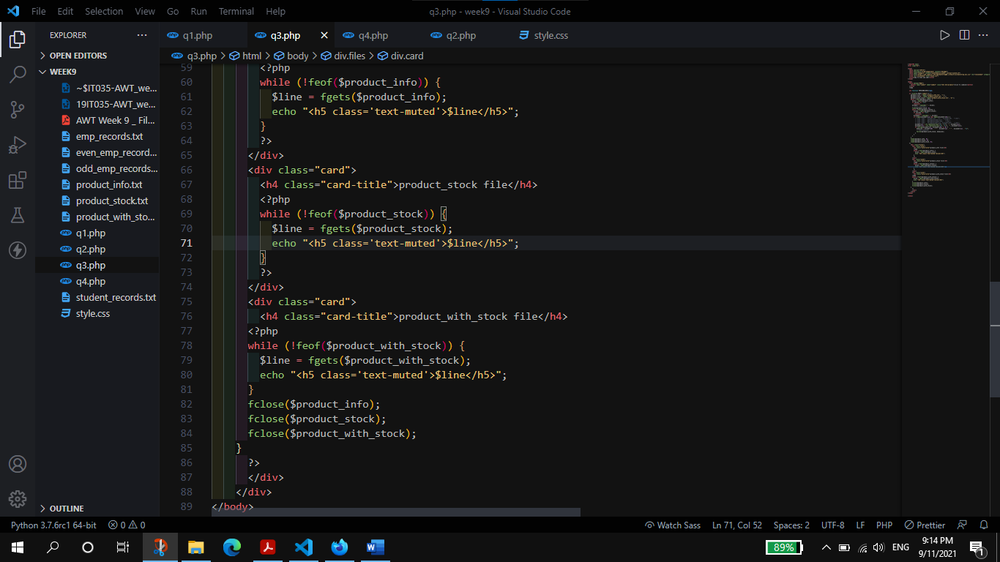 File Edit Selection View Go Run Terminal Help q3.php - week9 - Visual Studio Code
EXPLORER
q1.php q3.php q4.php q2.php style.css
OPEN EDITORS
q3.php > html > body > div.files > div.card
WEEK9
~$IT035-AWT_we...
19IT035-AWT_we...
AWT Week 9 _ Fil...
emp_records.txt
even_emp_record...
odd_emp_records...
product_info.txt
product_stock.txt
product_with_sto...
q1.php
q2.php
q3.php
q4.php
student_records.txt
style.css
OUTLINE
59 <?php
60 while (!feof($product_info)) {
61 $line = fgets($product_info);
62 echo "<h5 class='text-muted'>$line</h5>";
63 }
64 ?>
65 </div>
66 <div class="card">
67 <h4 class="card-title">product_stock file</h4>
68 <?php
69 while (!feof($product_stock)) {
70 $line = fgets($product_stock);
71 echo "<h5 class='text-muted'>$line</h5>";
72 }
73 ?>
74 </div>
75 <div class="card">
76 <h4 class="card-title">product_with_stock file</h4>
77 <?php
78 while (!feof($product_with_stock)) {
79 $line = fgets($product_with_stock);
80 echo "<h5 class='text-muted'>$line</h5>";
81 }
82 fclose($product_info);
83 fclose($product_stock);
84 fclose($product_with_stock);
85 }
86 ?>
87 </div>
88 </div>
89 </body>
Python 3.7.6rc1 64-bit 0 0 Watch Sass Ln 71, Col 52 Spaces: 2 UTF-8 LF PHP Prettier
89% ENG 9:14 PM
9/11/2021 1